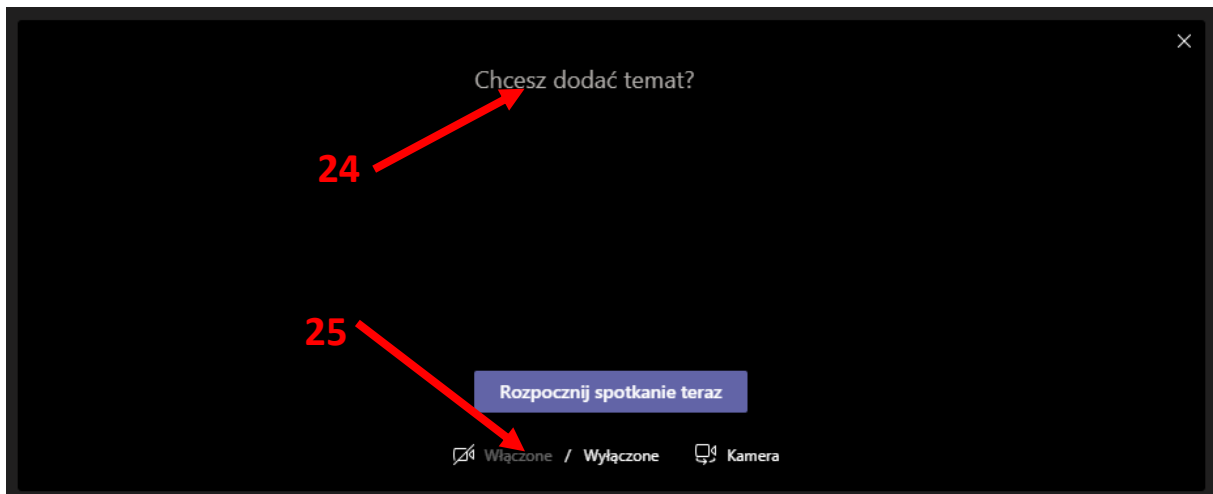 Chcesz dodać temat?
24
25
Rozpocznij spotkanie teraz
Włączone / Wyłączone Kamera